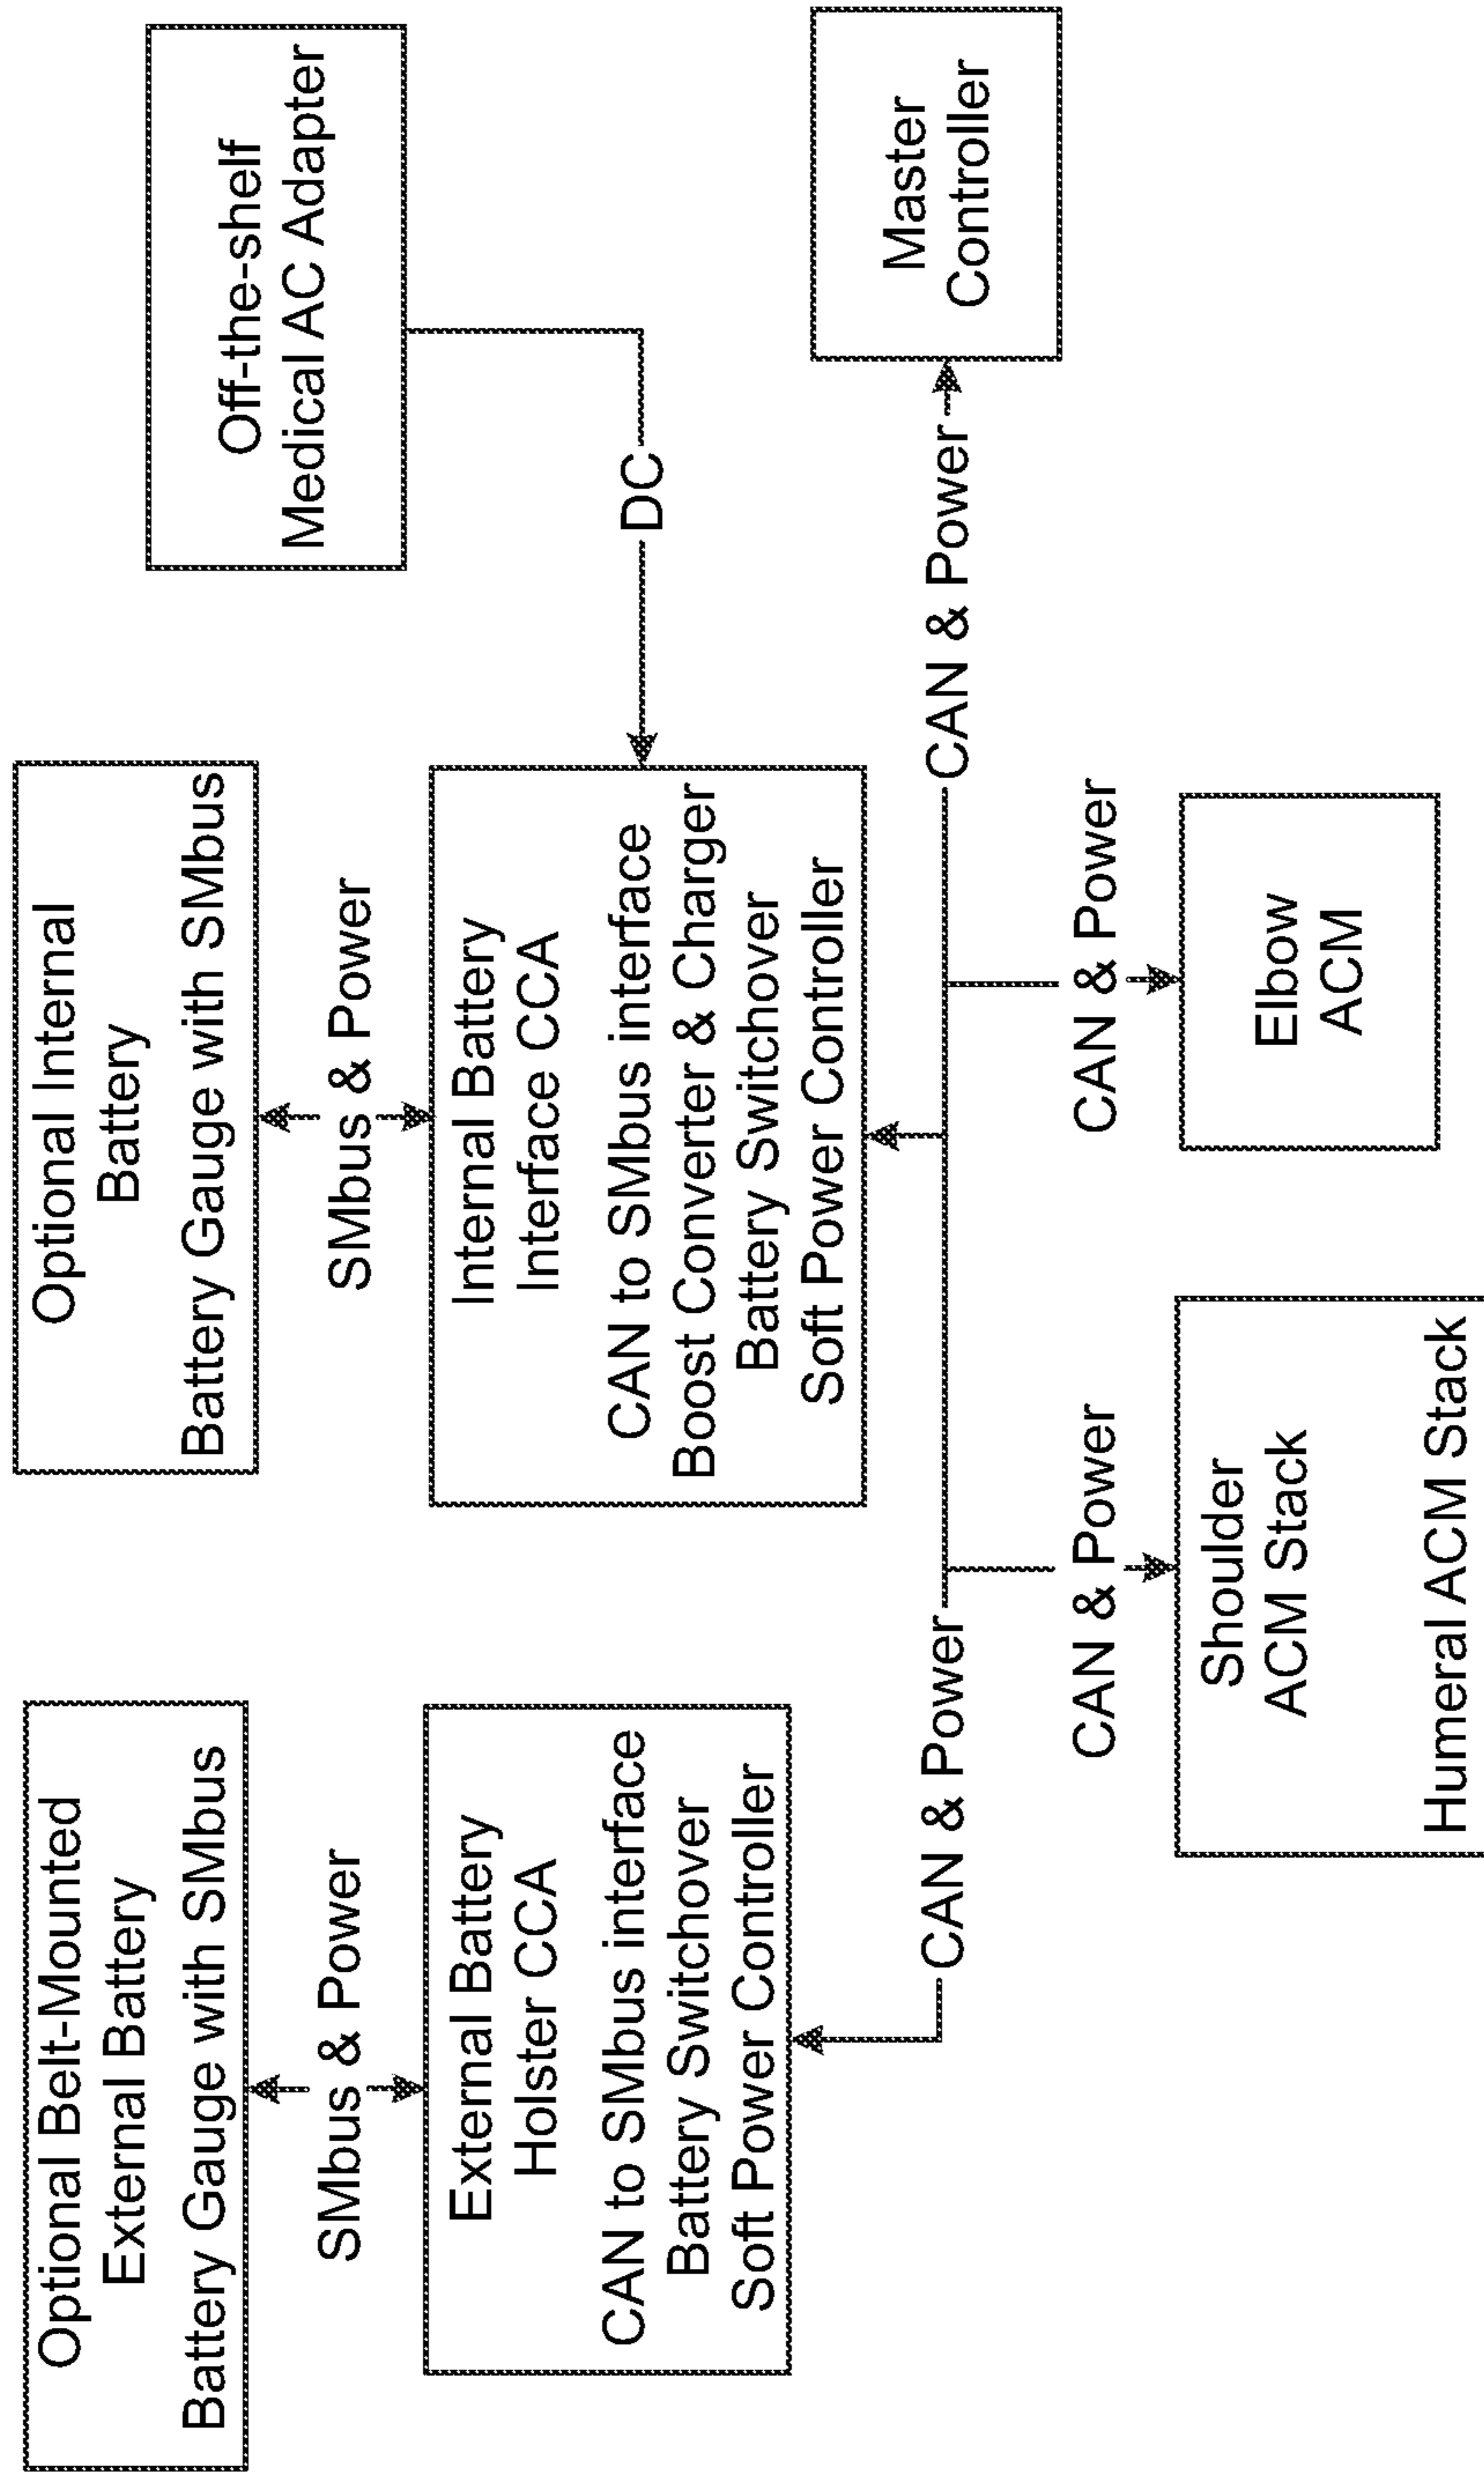 Optional Belt-Mounted
External Battery
Battery Gauge with SMbus
Optional Internal
Battery
Battery Gauge with SMbus
Off-the-shelf
Medical AC Adapter
SMbus & Power
SMbus & Power
External Battery
Holster CCA
CAN to SMbus interface
Battery Switchover
Soft Power Controller
Internal Battery
Interface CCA
CAN to SMbus interface
Boost Converter & Charger
Battery Switchover
Soft Power Controller
DC
CAN & Power
CAN & Power
Master
Controller
CAN & Power
CAN & Power
Shoulder
ACM Stack
Humeral ACM Stack
Elbow
ACM